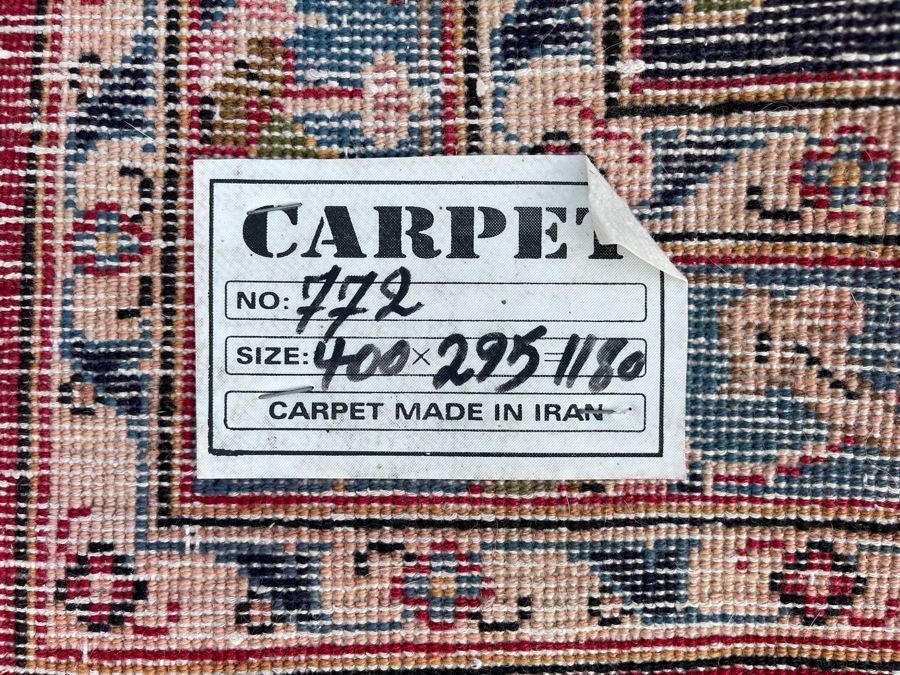 CARPET
NO: 772
SIZE: 400 × 295 = 1180
CARPET MADE IN IRAN